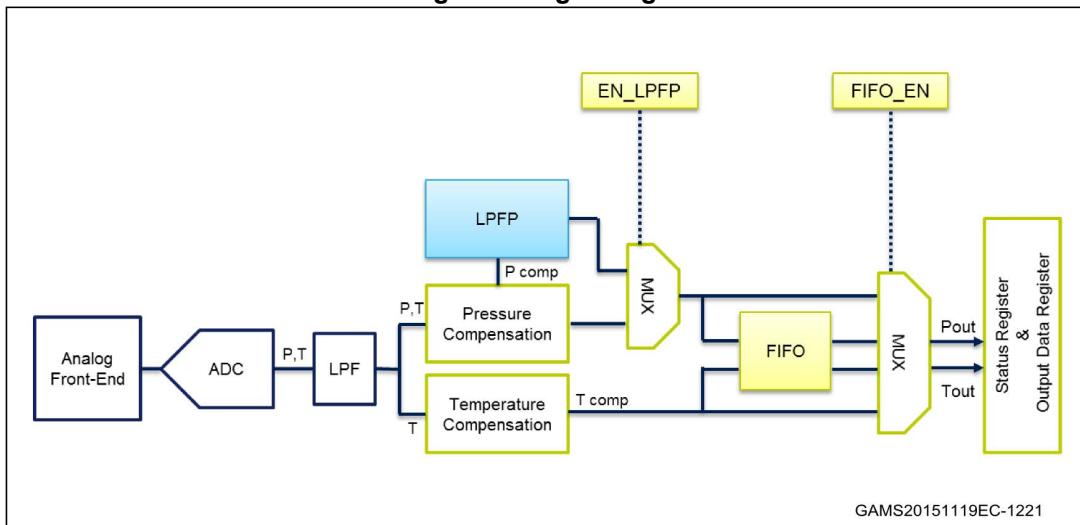 EN_LPFP
FIFO_EN
LPFP
P comp
P,T
Pressure
Compensation
MUX
Analog
Front-End
ADC
P,T
LPF
T
Temperature
Compensation
T comp
FIFO
MUX
Pout
Tout
Status Register
&
Output Data Register
GAMS20151119EC-1221